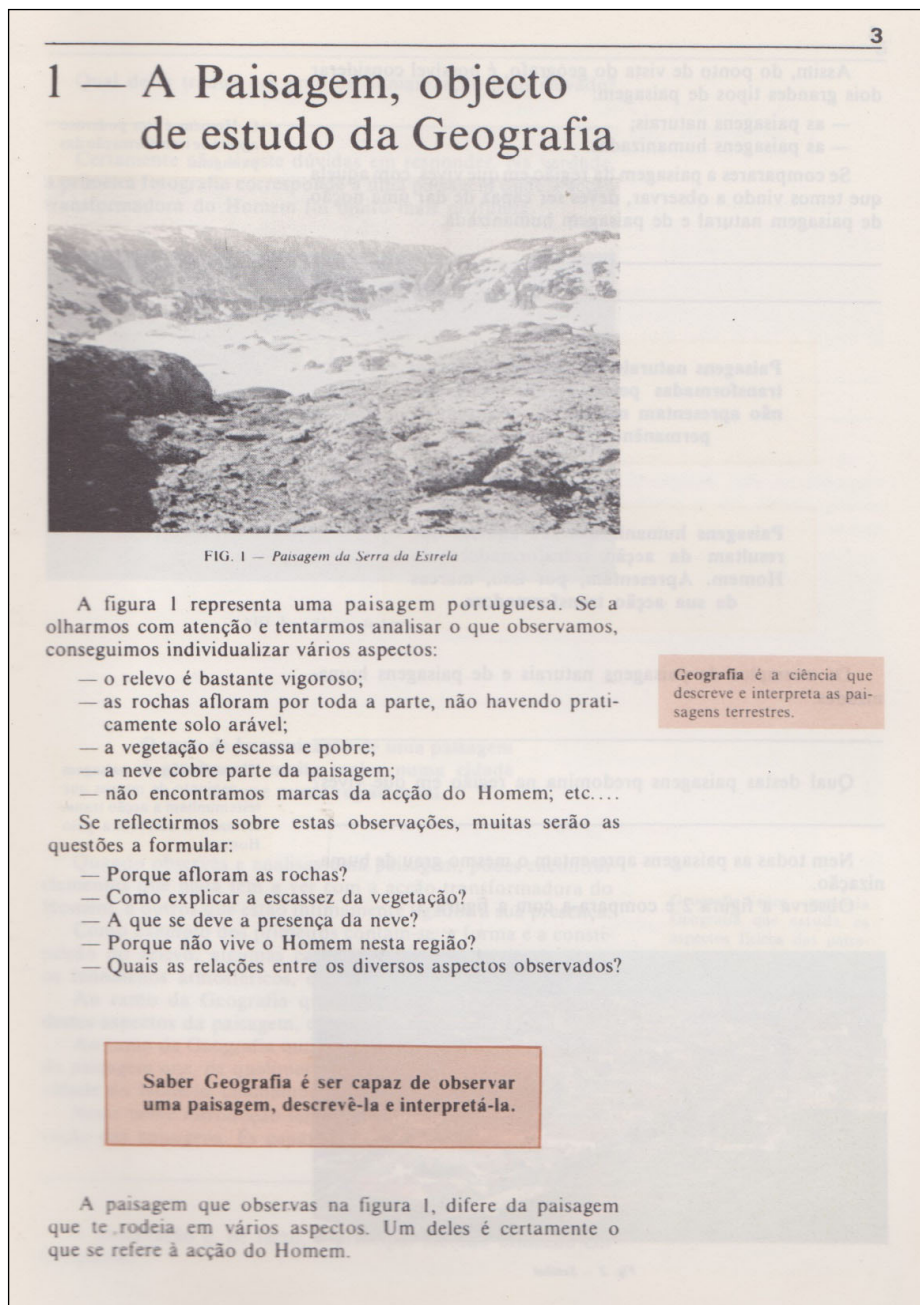 3
1 — A Paisagem, objecto
de estudo da Geografia
FIG. 1 — Paisagem da Serra da Estrela
A figura 1 representa uma paisagem portuguesa. Se a
olharmos com atenção e tentarmos analisar o que observamos,
conseguimos individualizar vários aspectos:
— o relevo é bastante vigoroso;
— as rochas afloram por toda a parte, não havendo prati-
camente solo arável;
— a vegetação é escassa e pobre;
— a neve cobre parte da paisagem;
— não encontramos marcas da acção do Homem; etc....
Se reflectirmos sobre estas observações, muitas serão as
questões a formular:
— Porque afloram as rochas?
— Como explicar a escassez da vegetação?
— A que se deve a presença da neve?
— Porque não vive o Homem nesta região?
— Quais as relações entre os diversos aspectos observados?
Geografia é a ciência que
descreve e interpreta as pai-
sagens terrestres.
Saber Geografia é ser capaz de observar
uma paisagem, descrevê-la e interpretá-la.
A paisagem que observas na figura 1, difere da paisagem
que te rodeia em vários aspectos. Um deles é certamente o
que se refere à acção do Homem.